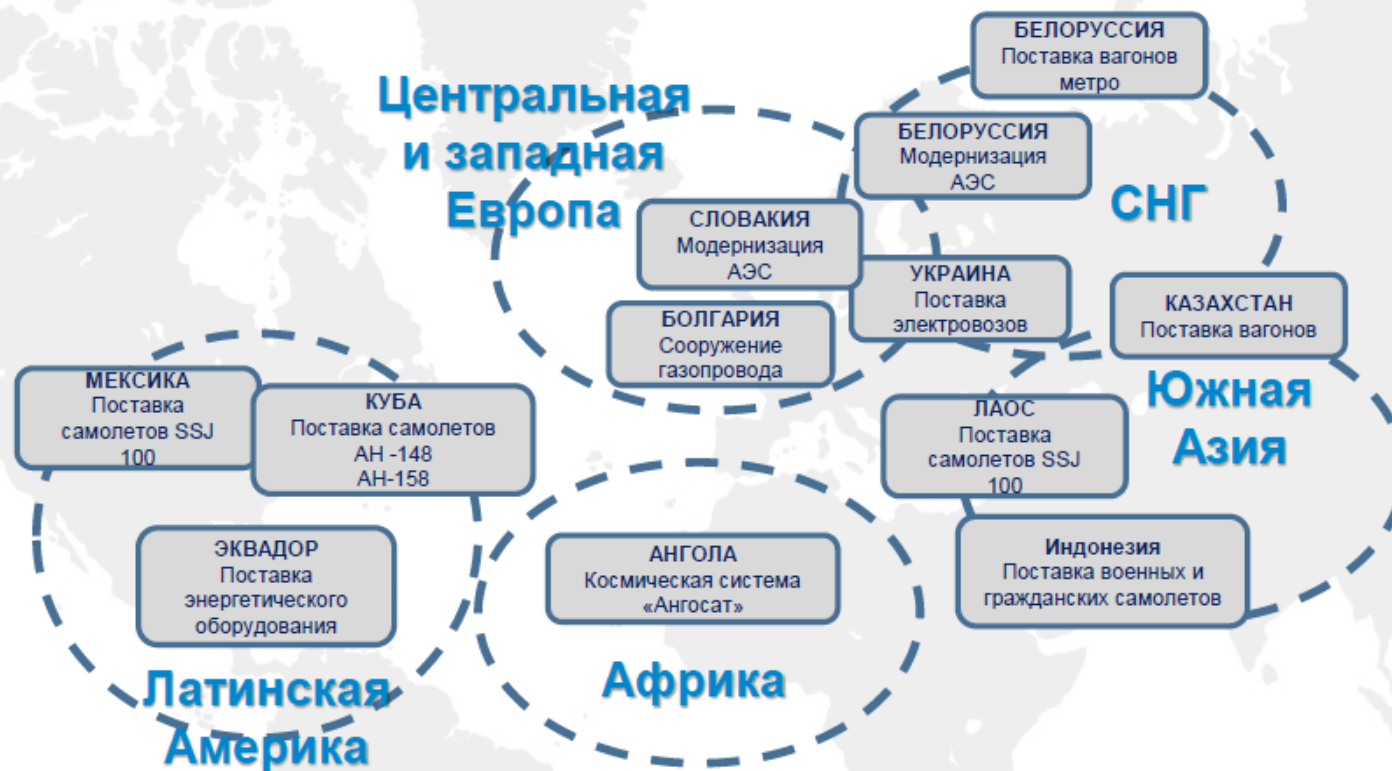 БЕЛОРУССИЯ
Поставка вагонов
метро
Центральная
и западная
Европа
БЕЛОРУССИЯ
Модернизация
АЭС
СНГ
СЛОВАКИЯ
Модернизация
АЭС
УКРАИНА
Поставка
электровозов
КАЗАХСТАН
Поставка вагонов
БОЛГАРИЯ
Сооружение
газопровода
МЕКСИКА
Поставка
самолетов SSJ
100
КУБА
Поставка самолетов
АН -148
АН-158
ЛАОС
Поставка
самолетов SSJ
100
Южная
Азия
ЭКВАДОР
Поставка
энергетического
оборудования
АНГОЛА
Космическая система
«Ангосат»
Индонезия
Поставка военных и
гражданских самолетов
Латинская
Америка
Африка